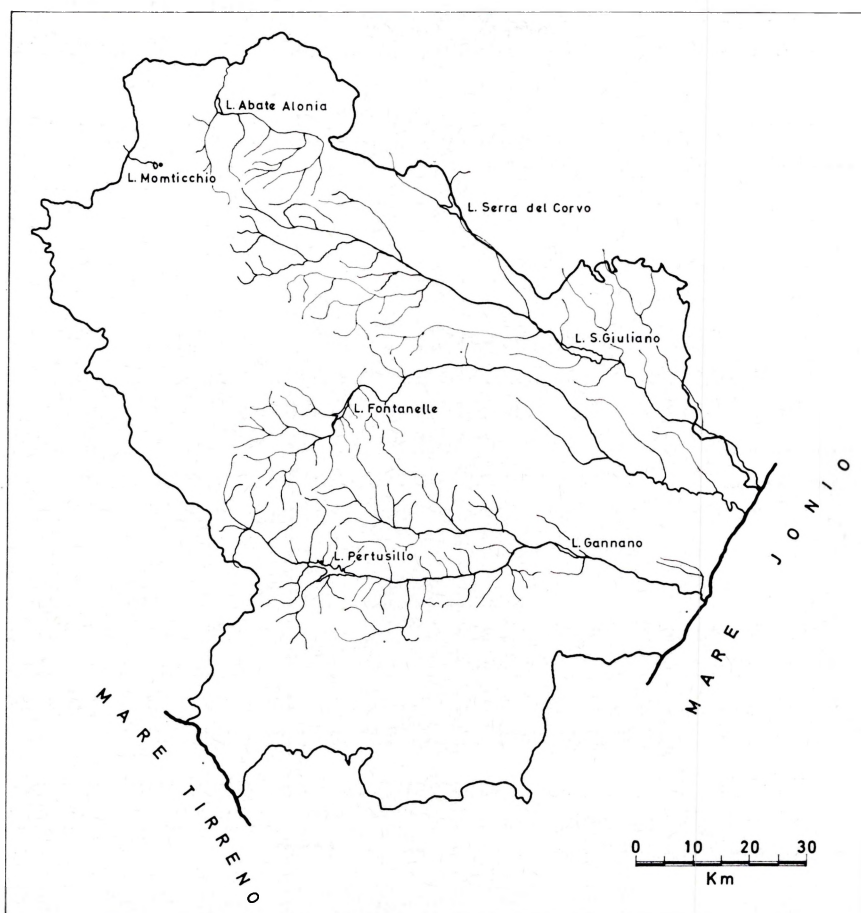 L. Abate Alonia
L. Momticchio
L. Serra del Corvo
L. S. Giuliano
L. Fontanelle
L. Gannano
L. Pertusillo
MARE JONIO
MARE TIRRENO
0 10 20 30
Km